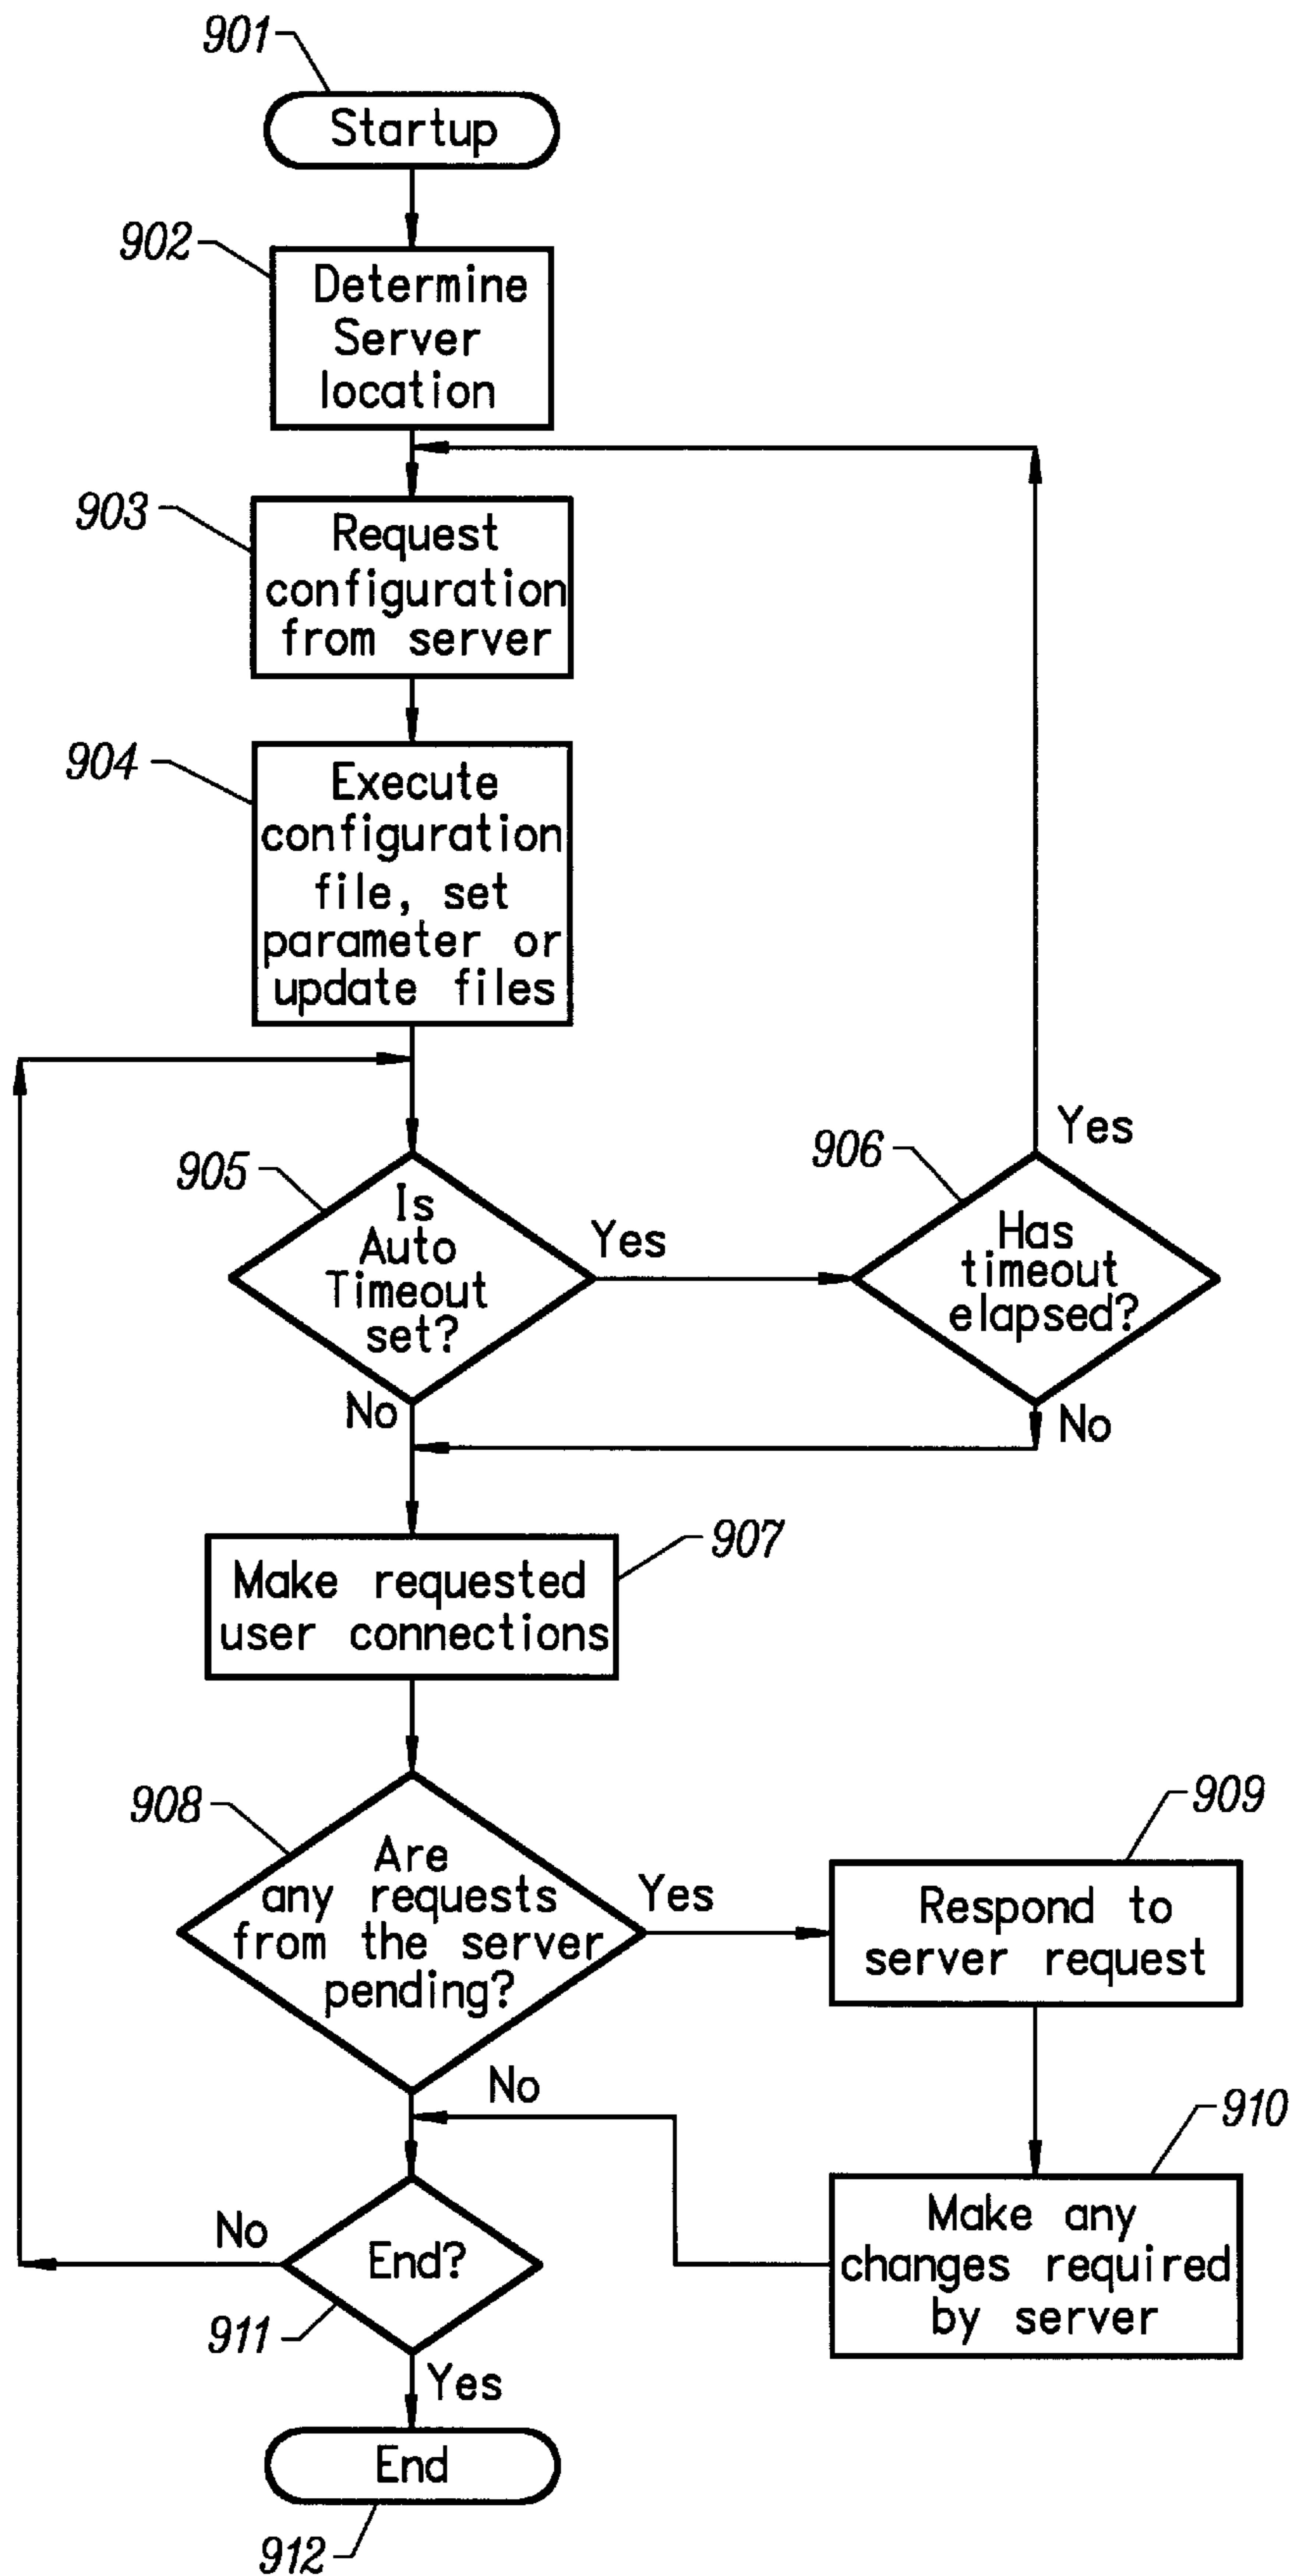 901
Startup
902
Determine
Server
location
903
Request
configuration
from server
904
Execute
configuration
file, set
parameter or
update files
905
Is
Auto
Timeout
set?
Yes
No
906
Has
timeout
elapsed?
Yes
No
907
Make requested
user connections
908
Are
any requests
from the server
pending?
Yes
No
909
Respond to
server request
910
Make any
changes required
by server
End?
No
911
Yes
End
912